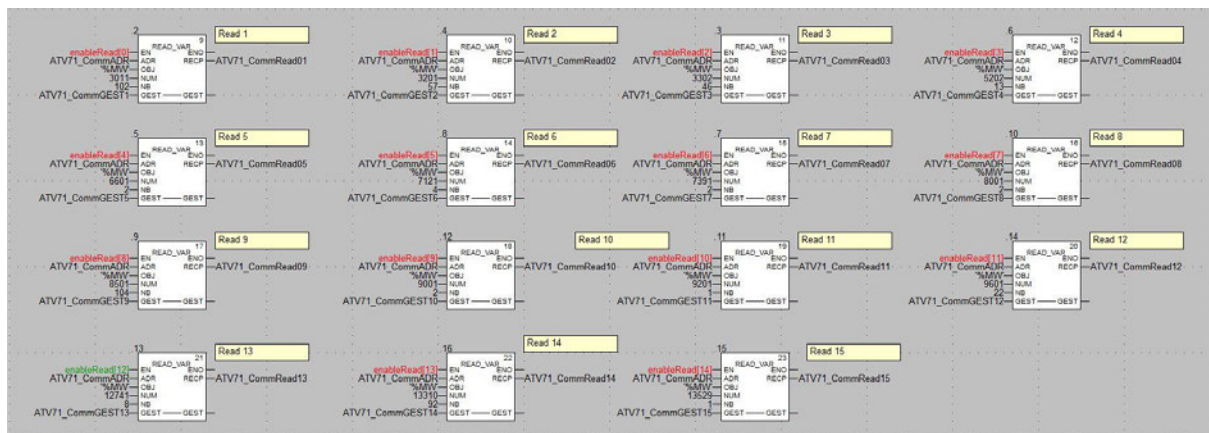 2 9 Read 1
READ_VAR
enableRead[0] EN ENO
ATV71_CommADR ADR RECP ATV71_CommRead01
%MW OBJ
3011 NUM
102 NB
ATV71_CommGEST1 GEST GEST
.4 10 Read 2
READ_VAR
enableRead[1] EN ENO
ATV71_CommADR ADR RECP ATV71_CommRead02
%MW OBJ
3201 NUM
57 NB
ATV71_CommGEST2 GEST GEST
.3 11 Read 3
READ_VAR
enableRead[2] EN ENO
ATV71_CommADR ADR RECP ATV71_CommRead03
%MW OBJ
3302 NUM
46 NB
ATV71_CommGEST3 GEST GEST
6 12 Read 4
READ_VAR
enableRead[3] EN ENO
ATV71_CommADR ADR RECP ATV71_CommRead04
%MW OBJ
5202 NUM
13 NB
ATV71_CommGEST4 GEST GEST
.5 13 Read 5
READ_VAR
enableRead[4] EN ENO
ATV71_CommADR ADR RECP ATV71_CommRead05
%MW OBJ
6601 NUM
2 NB
ATV71_CommGEST5 GEST GEST
.8 14 Read 6
READ_VAR
enableRead[5] EN ENO
ATV71_CommADR ADR RECP ATV71_CommRead06
%MW OBJ
7121 NUM
4 NB
ATV71_CommGEST6 GEST GEST
.7 Read 7
READ_VAR
enableRead[6] EN ENO
ATV71_CommADR ADR RECP ATV71_CommRead07
%MW OBJ
7391 NUM
2 NB
ATV71_CommGEST7 GEST GEST
10 16 Read 8
READ_VAR
enableRead[7] EN ENO
ATV71_CommADR ADR RECP ATV71_CommRead08
%MW OBJ
8001 NUM
2 NB
ATV71_CommGEST8 GEST GEST
.9 17 Read 9
READ_VAR
enableRead[8] EN ENO
ATV71_CommADR ADR RECP ATV71_CommRead09
%MW OBJ
8501 NUM
104 NB
ATV71_CommGEST9 GEST GEST
12 18 Read 10
READ_VAR
enableRead[9] EN ENO
ATV71_CommADR ADR RECP ATV71_CommRead10
%MW OBJ
9001 NUM
2 NB
ATV71_CommGEST10 GEST GEST
.11 19 Read 11
READ_VAR
enableRead[10] EN ENO
ATV71_CommADR ADR RECP ATV71_CommRead11
%MW OBJ
9201 NUM
NB
ATV71_CommGEST11 GEST GEST
.14 20 Read 12
READ_VAR
enableRead[11] EN ENO
ATV71_CommADR ADR RECP ATV71_CommRead12
%MW OBJ
9601 NUM
22 NB
ATV71_CommGEST12 GEST GEST
13 21 Read 13
READ_VAR
enableRead[12] EN ENO
ATV71_CommADR ADR RECP ATV71_CommRead13
%MW OBJ
12741 NUM
8 NB
ATV71_CommGEST13 GEST GEST
16 22 Read 14
READ_VAR
enableRead[13] EN ENO
ATV71_CommADR ADR RECP ATV71_CommRead14
%MW OBJ
13310 NUM
92 NB
ATV71_CommGEST14 GEST GEST
15 23 Read 15
READ_VAR
enableRead[14] EN ENO
ATV71_CommADR ADR RECP ATV71_CommRead15
%MW OBJ
13529 NUM
NB
ATV71_CommGEST15 GEST GEST